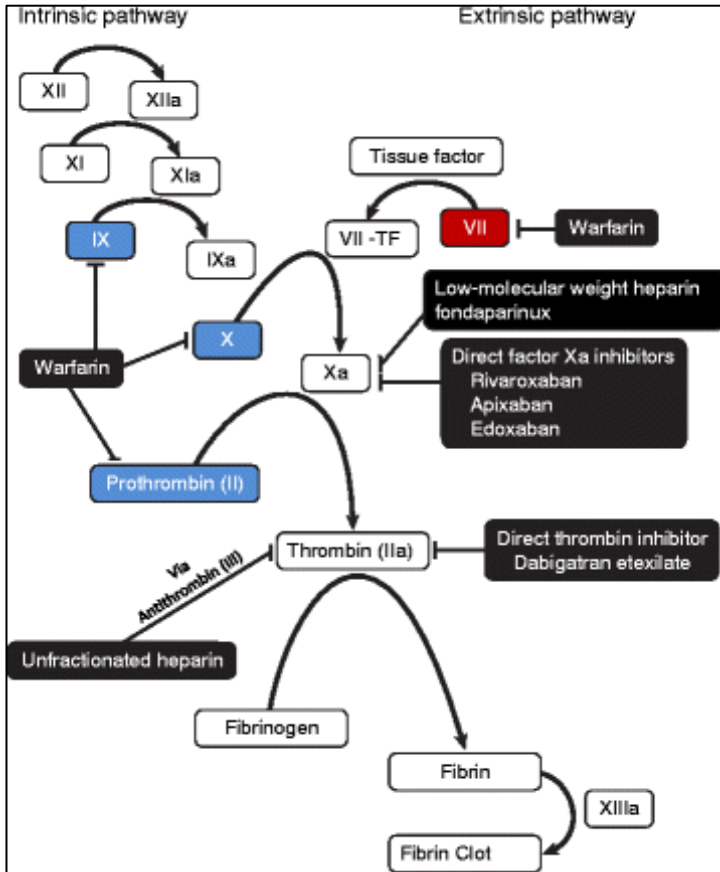 Intrinsic pathway
Extrinsic pathway
XII
XIIa
XI
XIa
Tissue factor
IX
IXa
VII -TF
VII
Warfarin
X
Low-molecular weight heparin
fondaparinux
Warfarin
Xa
Direct factor Xa inhibitors
Rivaroxaban
Apixaban
Edoxaban
Prothrombin (II)
Thrombin (IIa)
Direct thrombin inhibitor
Dabigatran etexilate
Via
Antithrombin (III)
Unfractionated heparin
Fibrinogen
Fibrin
XIIIa
Fibrin Clot